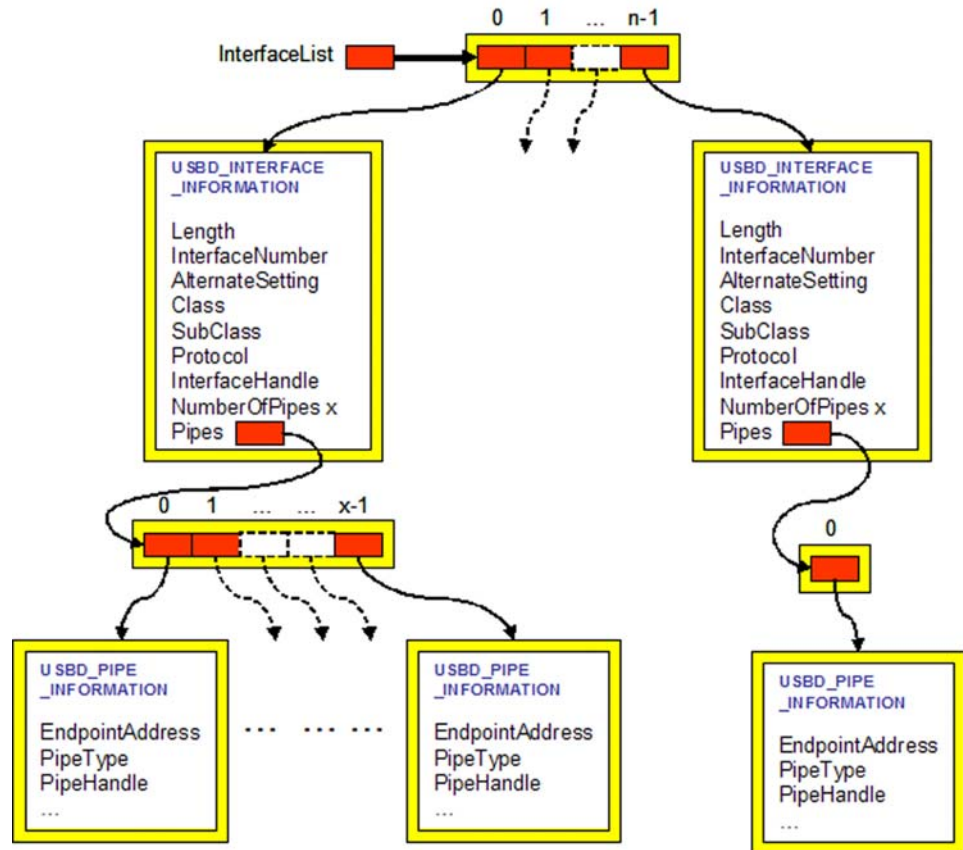 0 1 ... n-1
InterfaceList
USBD_INTERFACE
_INFORMATION
Length
InterfaceNumber
AlternateSetting
Class
SubClass
Protocol
InterfaceHandle
NumberOfPipes x
Pipes
USBD_INTERFACE
_INFORMATION
Length
InterfaceNumber
AlternateSetting
Class
SubClass
Protocol
InterfaceHandle
NumberOfPipes x
Pipes
0 1 ... ... x-1
0
USBD_PIPE
_INFORMATION
EndpointAddress
PipeType
PipeHandle
...
... ... ...
USBD_PIPE
_INFORMATION
EndpointAddress
PipeType
PipeHandle
...
USBD_PIPE
_INFORMATION
EndpointAddress
PipeType
PipeHandle
...